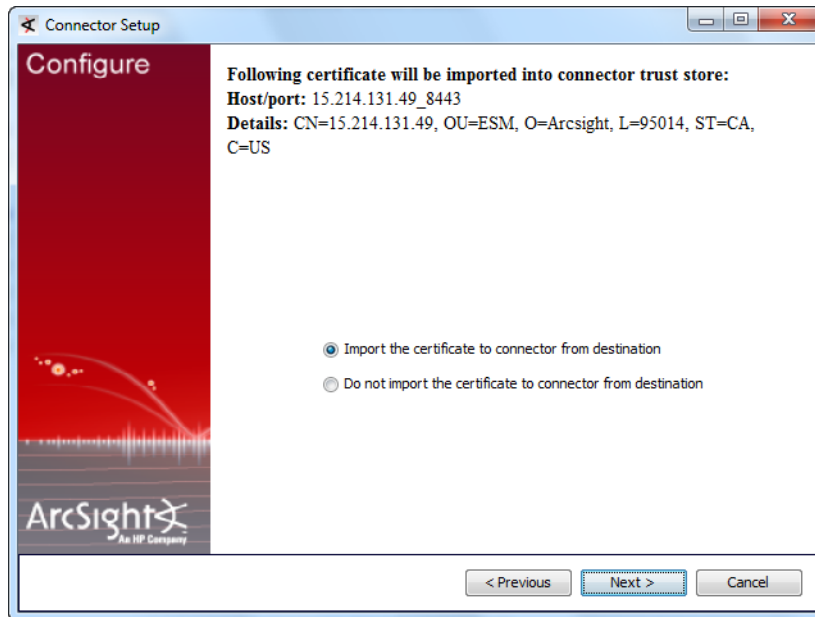 Connector Setup
Configure
Following certificate will be imported into connector trust store:
Host/port: 15.214.131.49_8443
Details: CN=15.214.131.49, OU=ESM, O=Arcsight, L=95014, ST=CA,
C=US
Import the certificate to connector from destination
Do not import the certificate to connector from destination
ArcSight
An HP Company
< Previous
Next >
Cancel